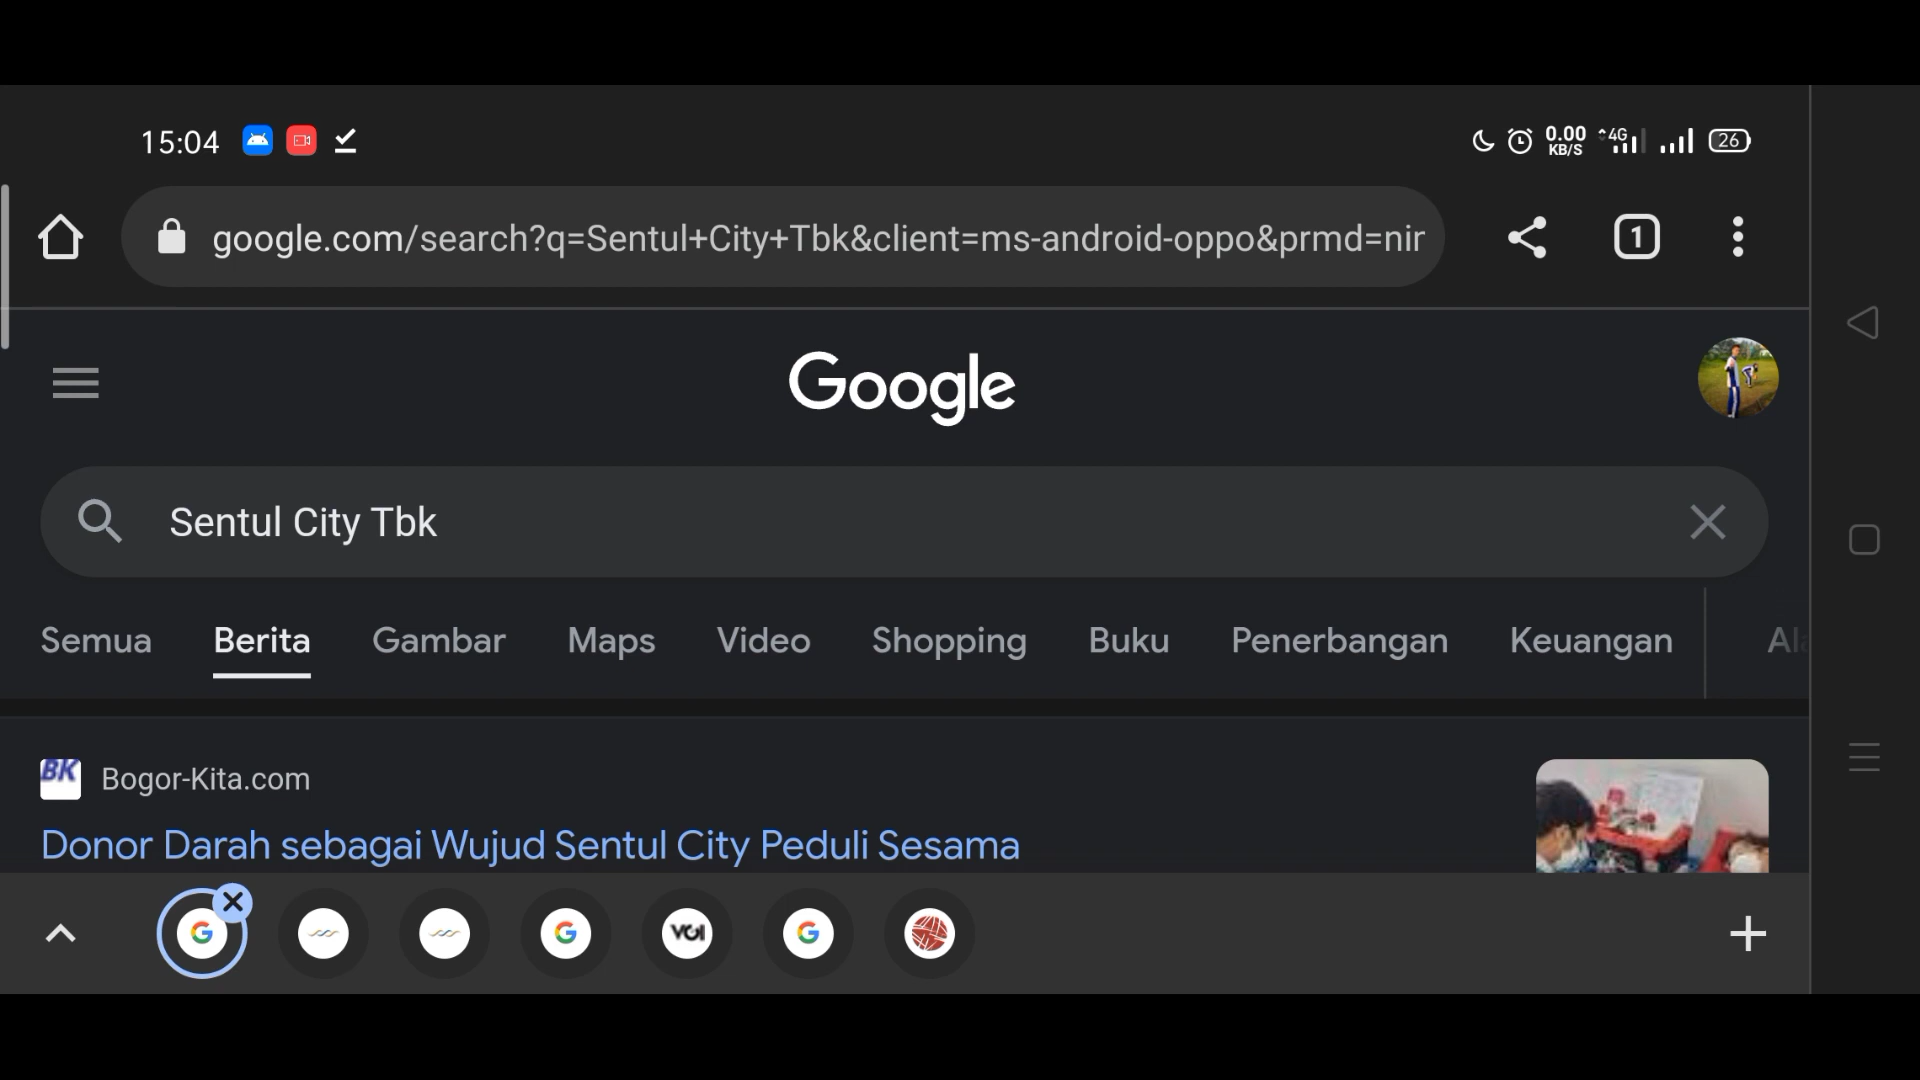 15:04
0.00
KB/S
4G
26
google.com/search?q=Sentul+City+Tbk&client=ms-android-oppo&prmd=nir
1
Google
Sentul City Tbk
Semua Berita Gambar Maps Video Shopping Buku Penerbangan Keuangan
BK Bogor-Kita.com
Donor Darah sebagai Wujud Sentul City Peduli Sesama
G G VOI G